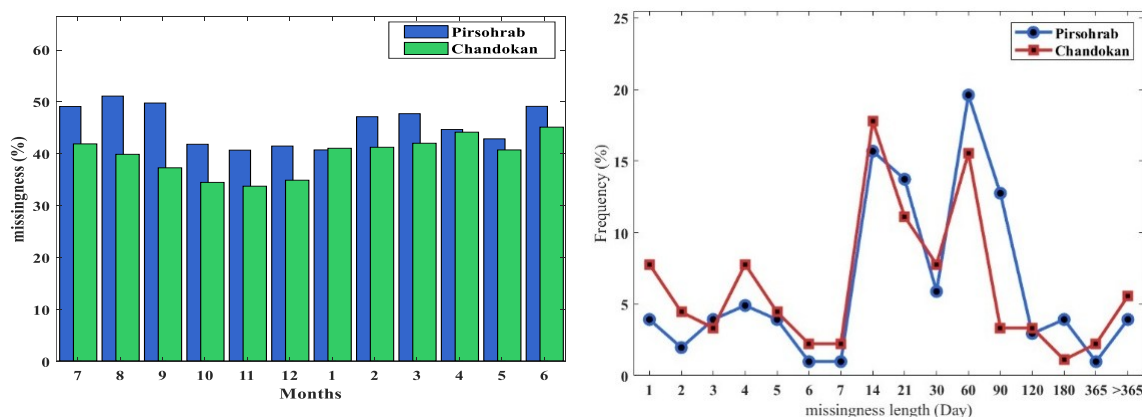 Pirsohrab
Chandokan
missingness (%)
60
50
40
30
20
10
0
7 8 9 10 11 12 1 2 3 4 5 6
Months
Pirsohrab
Chandokan
Frequency (%)
25
20
15
10
5
0
1 2 3 4 5 6 7 14 21 30 60 90 120 180 365 >365
missingness length (Day)